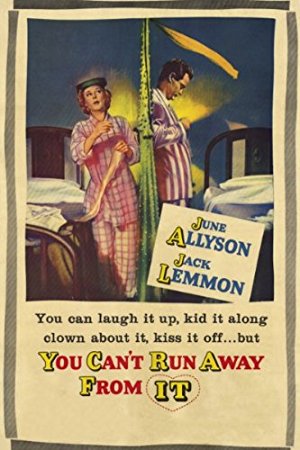 JUNE
ALLYSON
JACK
LEMMON
You can laugh it up, kid it along
clown about it, kiss it off...but
YOU CAN'T RUN AWAY
FROM IT